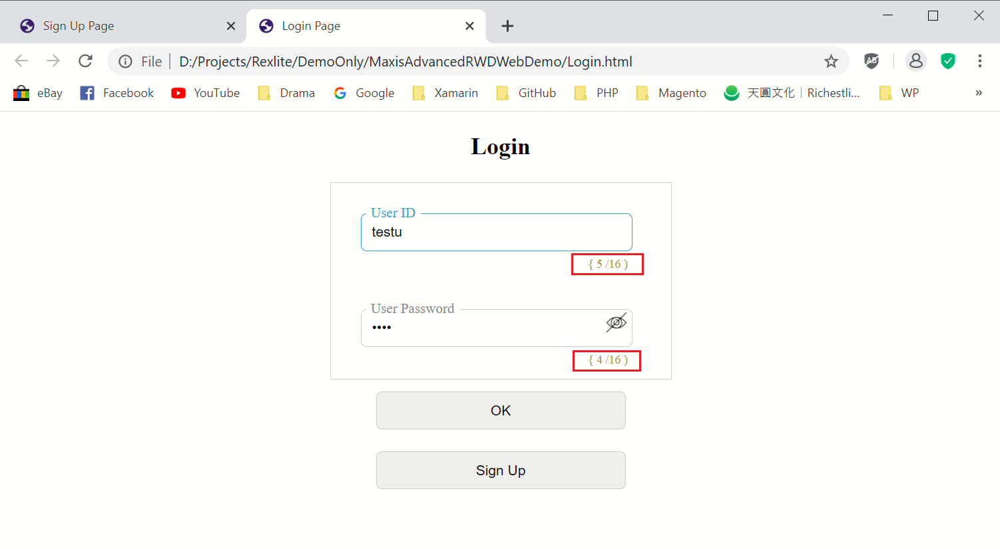 Sign Up Page
Login Page
File
D:/Projects/Rexlite/DemoOnly/MaxisAdvancedRWDWebDemo/Login.html
AB
eBay Facebook YouTube Drama Google Xamarin GitHub PHP Magento 天圓文化｜Richestli... WP »
Login
User ID
testu
{ 5 /16 )
User Password
••••
{ 4 /16 )
OK
Sign Up